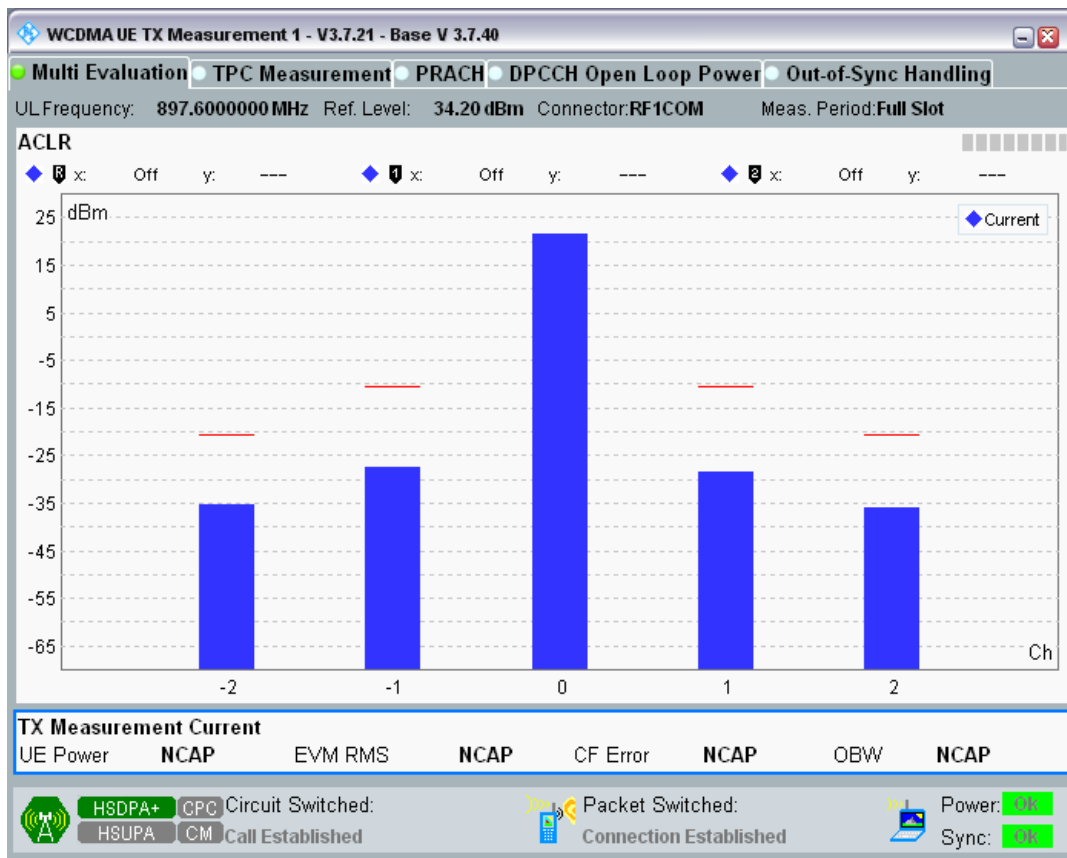 WCDMA UE TX Measurement 1 - V3.7.21 - Base V 3.7.40
Multi Evaluation TPC Measurement PRACH DPCCH Open Loop Power Out-of-Sync Handling
UL Frequency: 897.6000000 MHz Ref. Level: 34.20 dBm Connector:RF1COM Meas. Period:Full Slot
ACLR
R x: Off y: --- 1 x: Off y: --- 2 x: Off y: ---
dBm
Current
25
15
5
-5
-15
-25
-35
-45
-55
-65
Ch
-2 -1 0 1 2
TX Measurement Current
UE Power NCAP EVM RMS NCAP CF Error NCAP OBW NCAP
HSDPA+ CPC Circuit Switched: Packet Switched: Power: Ok
HSUPA CM Call Established Connection Established Sync: Ok